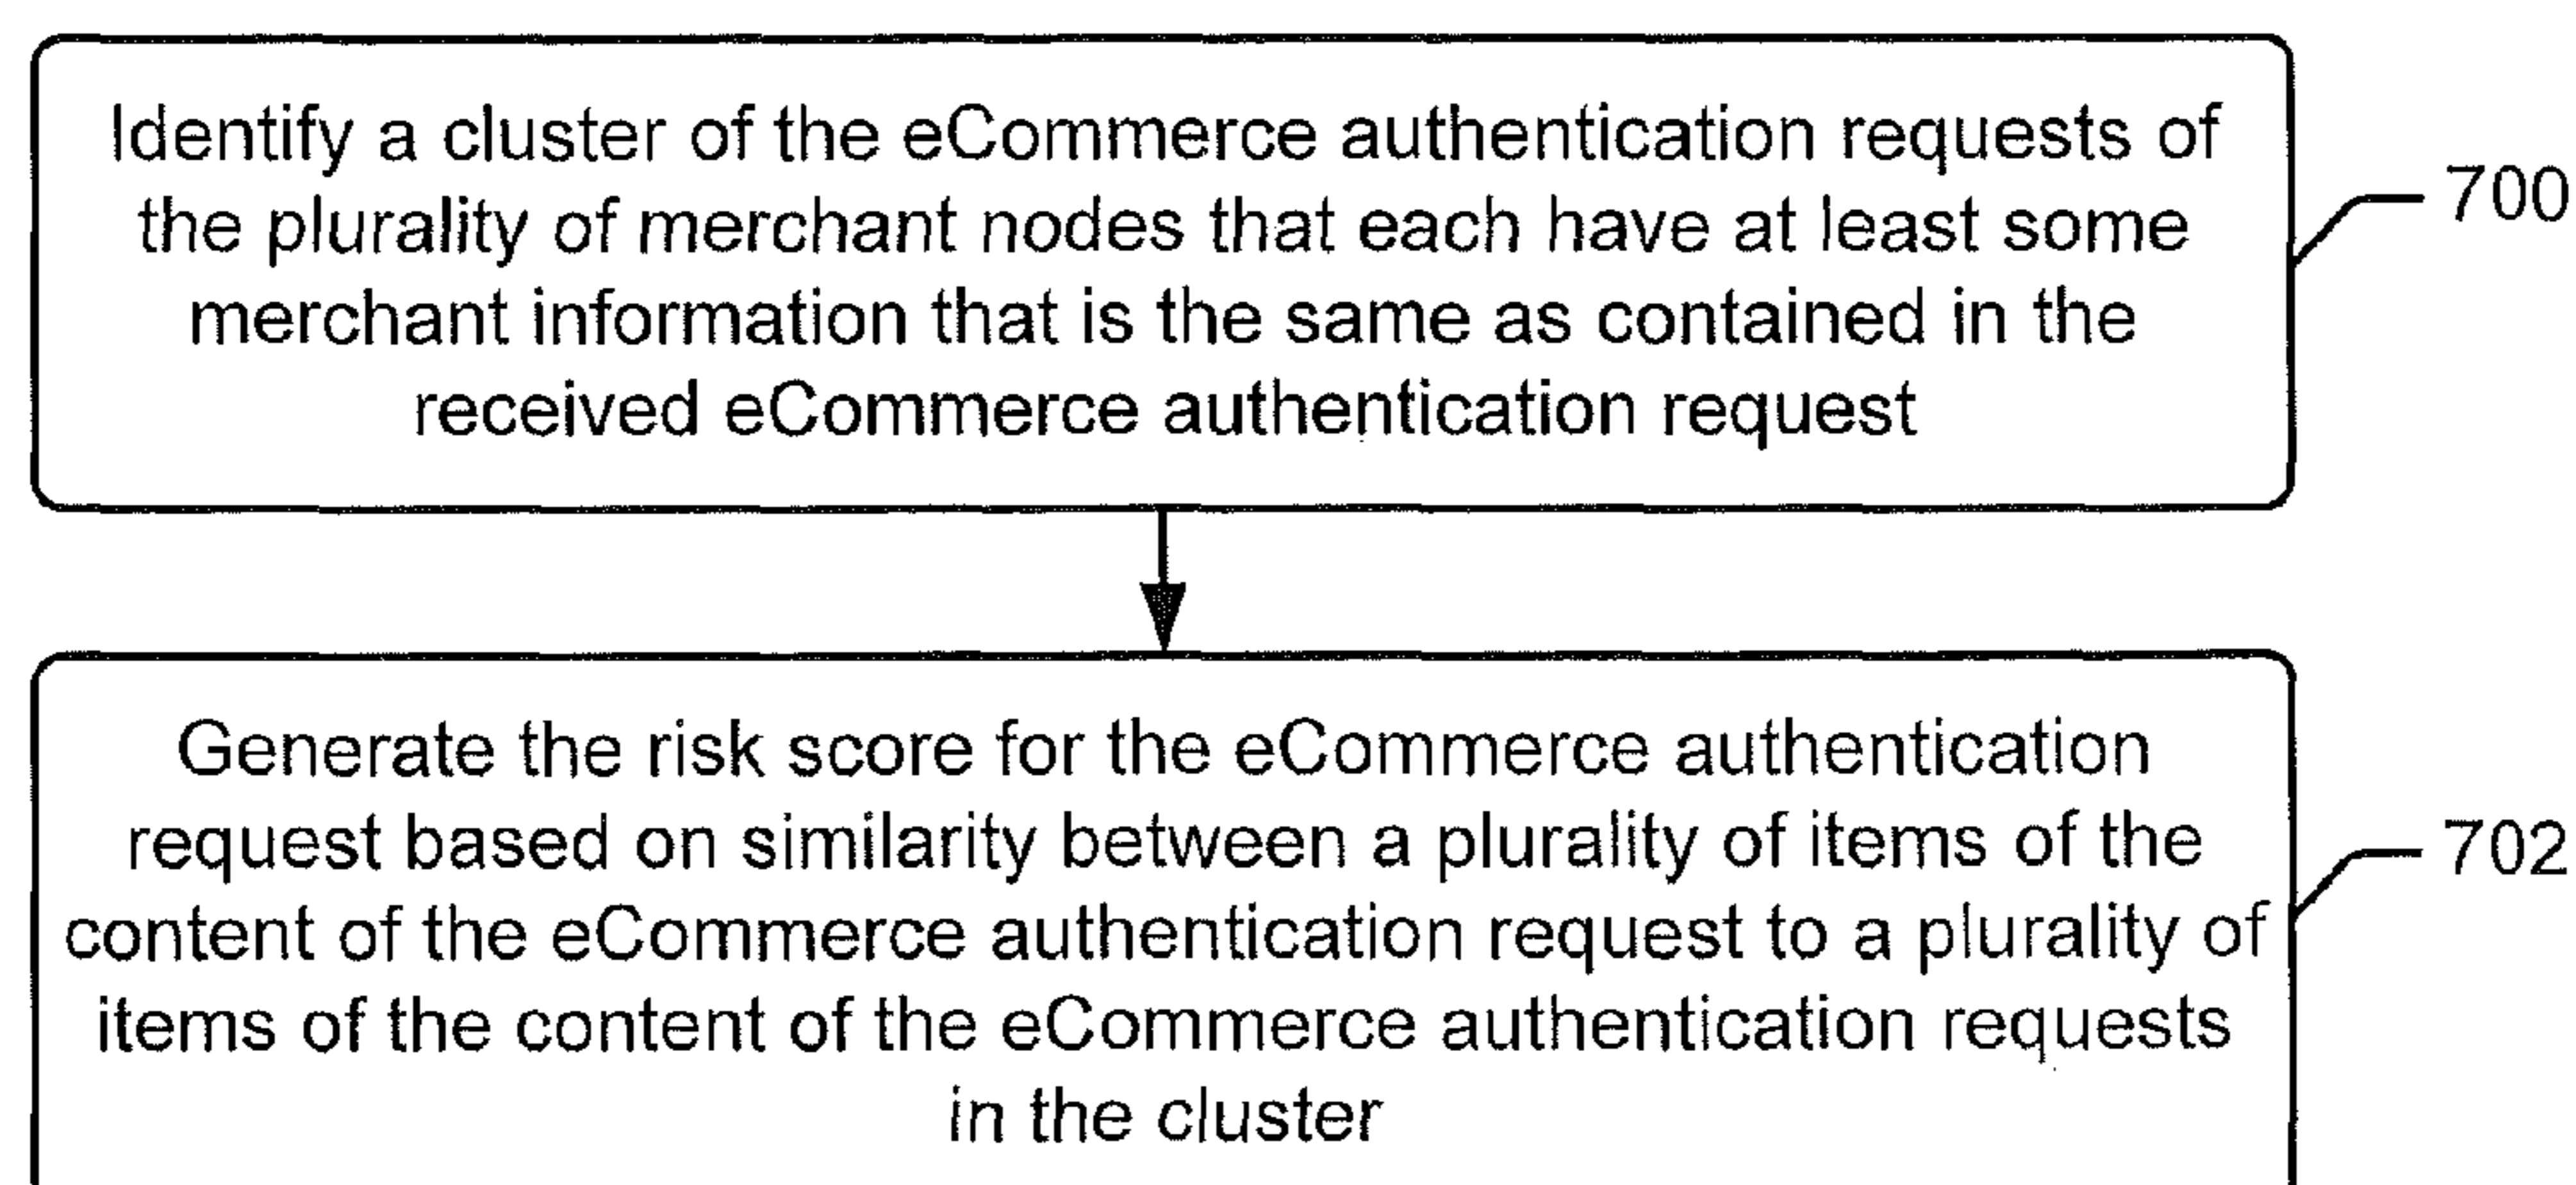 Identify a cluster of the eCommerce authentication requests of
the plurality of merchant nodes that each have at least some
merchant information that is the same as contained in the
received eCommerce authentication request
700
Generate the risk score for the eCommerce authentication
request based on similarity between a plurality of items of the
content of the eCommerce authentication request to a plurality of
items of the content of the eCommerce authentication requests
in the cluster
702